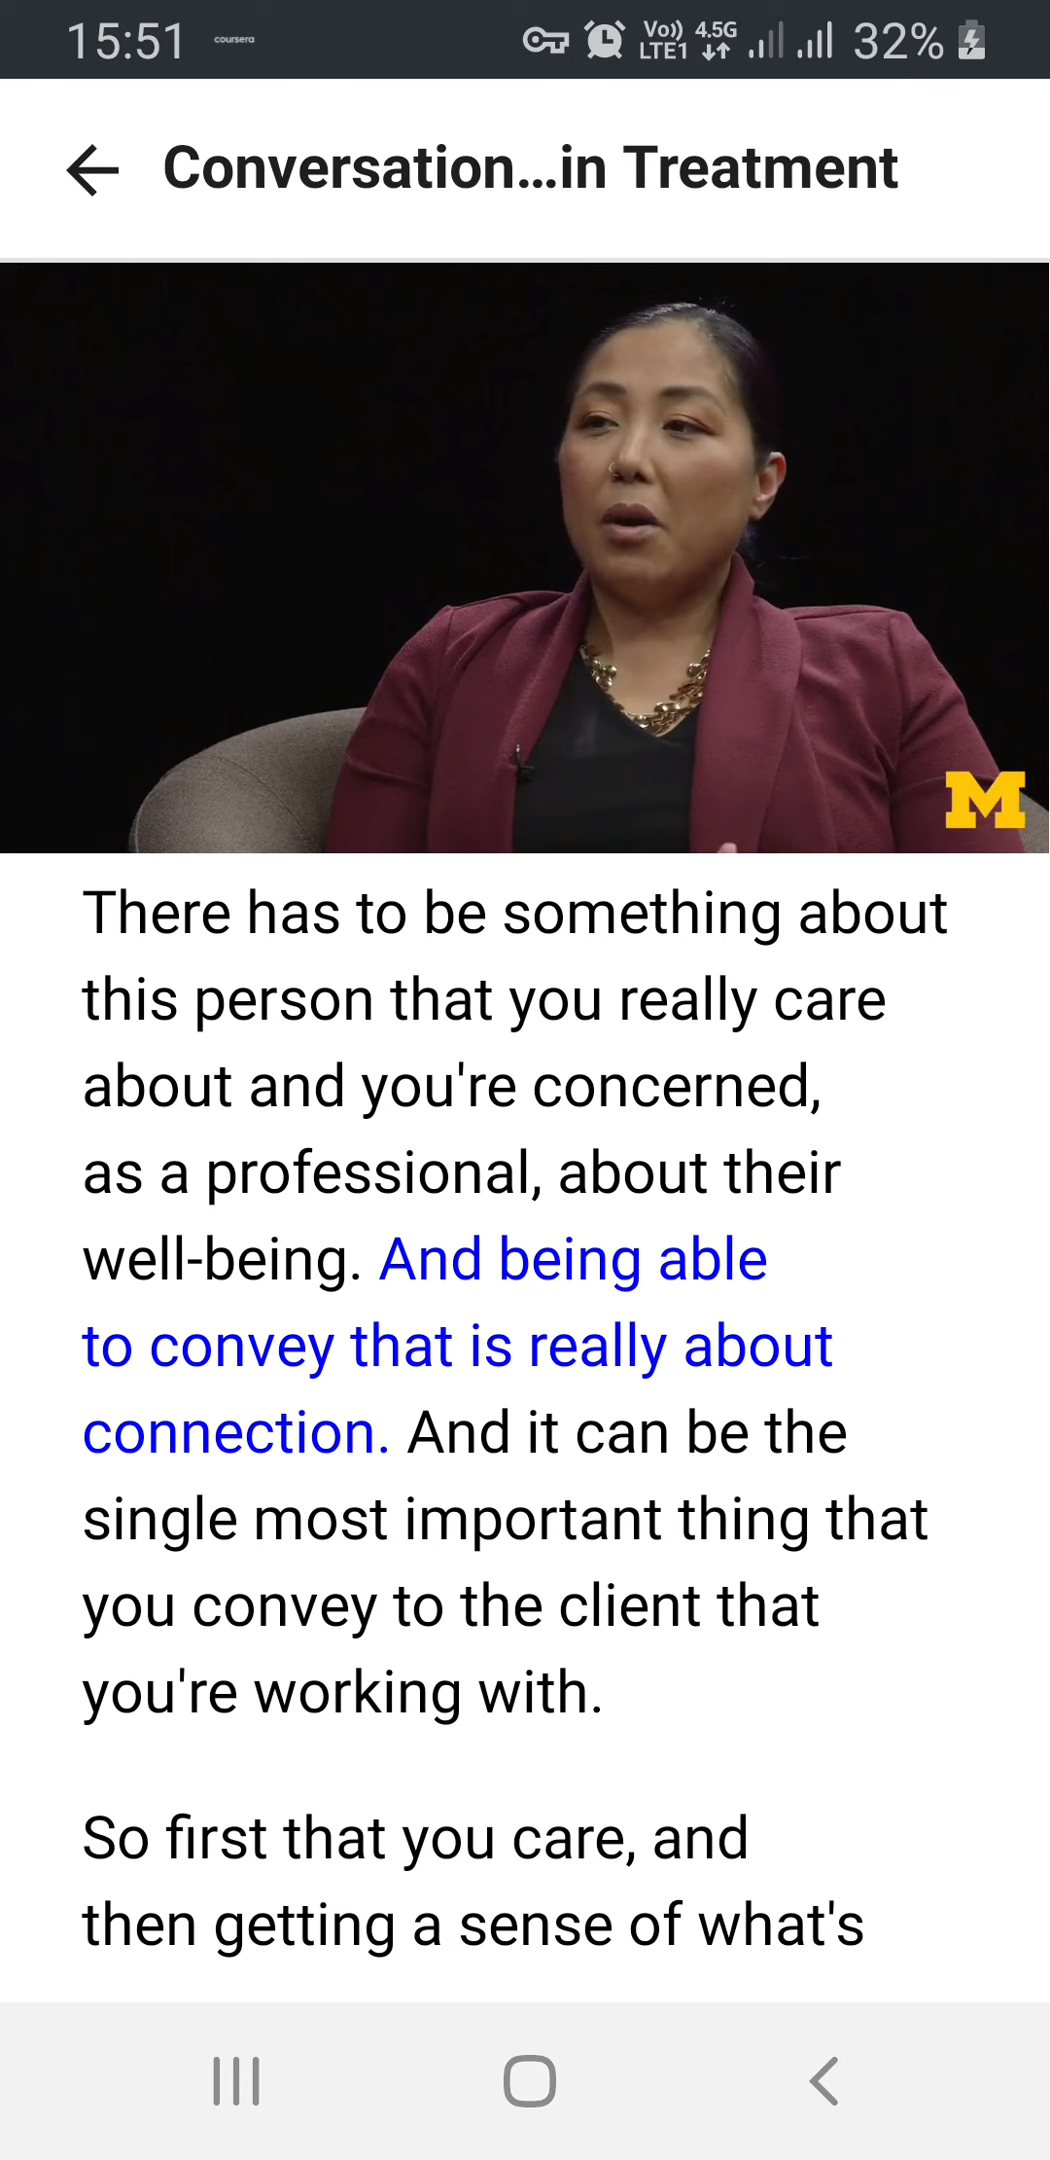 15:51 coursera Vo)) LTE1 4.5G 32%
Conversation...in Treatment
M
There has to be something about
this person that you really care
about and you're concerned,
as a professional, about their
well-being. And being able
to convey that is really about
connection. And it can be the
single most important thing that
you convey to the client that
you're working with.
So first that you care, and
then getting a sense of what's